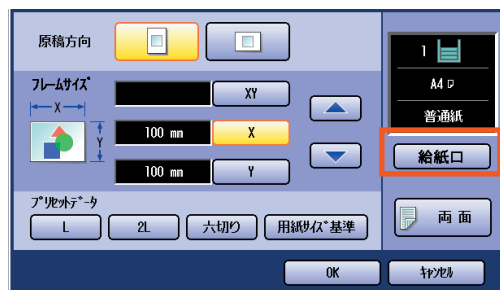 原稿方向
フレームサイズ
X
Y
XY
100 mm
X
100 mm
Y
プリセットデータ
L
2L
六切り
用紙サイズ基準
1
A4
普通紙
給紙口
両面
OK
キャンセル